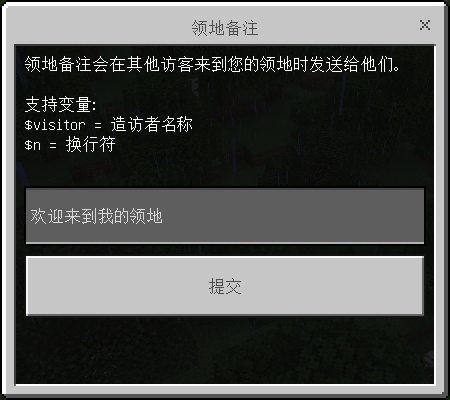 领地备注
领地备注会在其他访客来到您的领地时发送给他们。
支持变量:
$visitor = 造访者名称
$n = 换行符
欢迎来到我的领地
提交